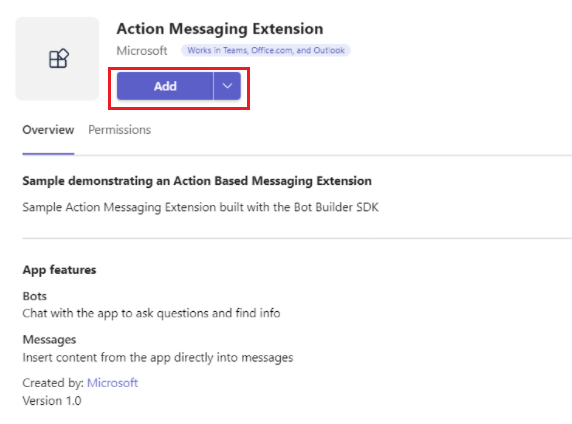 Action Messaging Extension
Microsoft Works in Teams, Office.com, and Outlook
Add
Overview Permissions
Sample demonstrating an Action Based Messaging Extension
Sample Action Messaging Extension built with the Bot Builder SDK
App features
Bots
Chat with the app to ask questions and find info
Messages
Insert content from the app directly into messages
Created by: Microsoft
Version 1.0